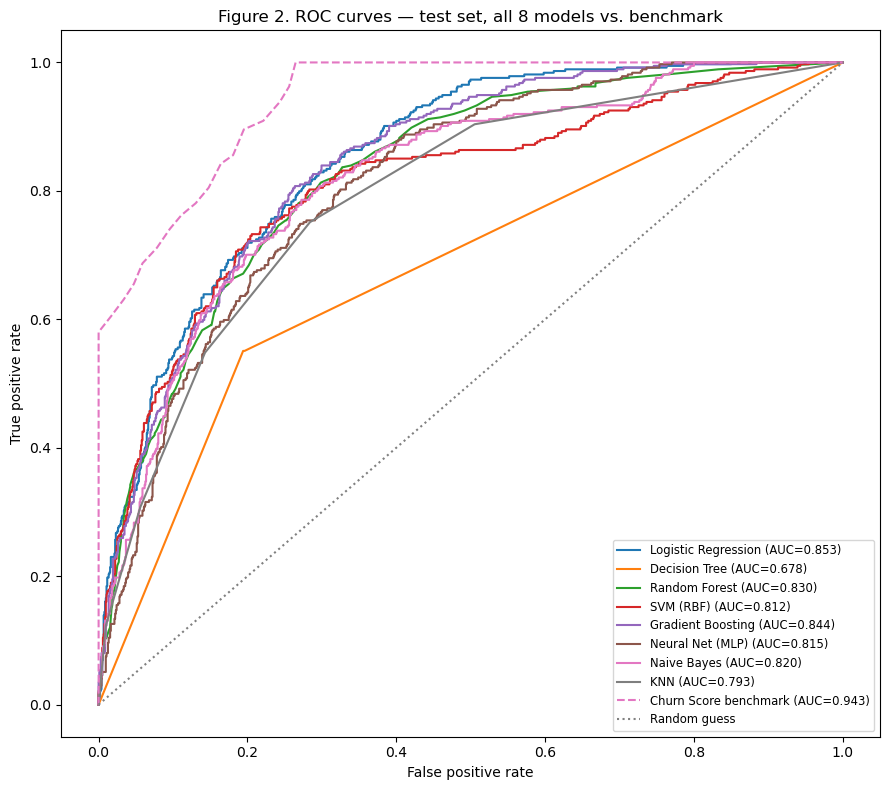 Figure 2. ROC curves — test set, all 8 models vs. benchmark
True positive rate
1.0
0.8
0.6
0.4
0.2
0.0
0.0 0.2 0.4 0.6 0.8 1.0
False positive rate
Logistic Regression (AUC=0.853)
Decision Tree (AUC=0.678)
Random Forest (AUC=0.830)
SVM (RBF) (AUC=0.812)
Gradient Boosting (AUC=0.844)
Neural Net (MLP) (AUC=0.815)
Naive Bayes (AUC=0.820)
KNN (AUC=0.793)
Churn Score benchmark (AUC=0.943)
Random guess